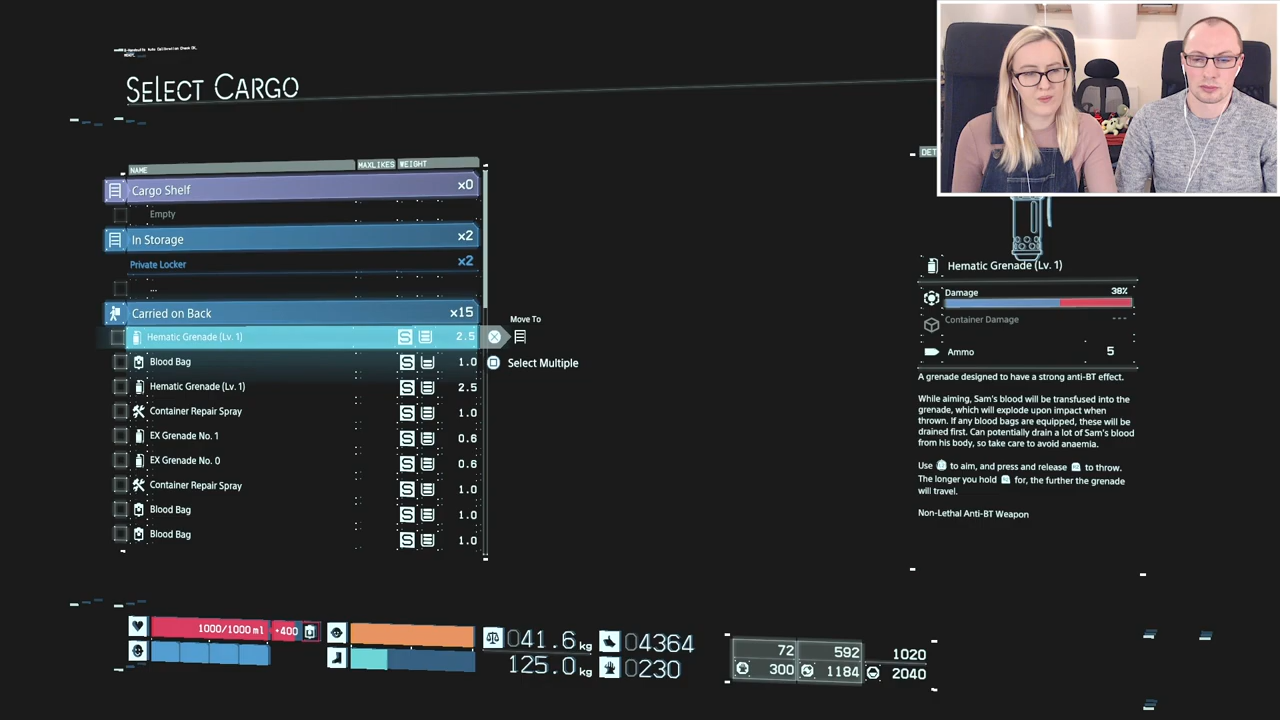 SELECT CARGO
NAME MAXLIKES WEIGHT
Cargo Shelf x0
Empty
In Storage x2
Private Locker x2
...
Carried on Back x15
Hematic Grenade (Lv. 1) S 2.5
Blood Bag S 1.0
Hematic Grenade (Lv. 1) S 2.5
Container Repair Spray S 1.0
EX Grenade No. 1 S 0.6
EX Grenade No. 0 S 0.6
Container Repair Spray S 1.0
Blood Bag S 1.0
Blood Bag S 1.0
Move To
Select Multiple
Hematic Grenade (Lv. 1)
Damage 38%
Container Damage ---
Ammo 5
A grenade designed to have a strong anti-BT effect.
While aiming, Sam's blood will be transfused into the
grenade, which will explode upon impact when
thrown. If any blood bags are equipped, these will be
drained first. Can potentially drain a lot of Sam's blood
from his body, so take care to avoid anaemia.
Use to aim, and press and release to throw.
The longer you hold for, the further the grenade
will travel.
Non-Lethal Anti-BT Weapon
1000/1000 ml +400
041.6 kg
125.0 kg
04364
0230
72 592 1020
300 1184 2040